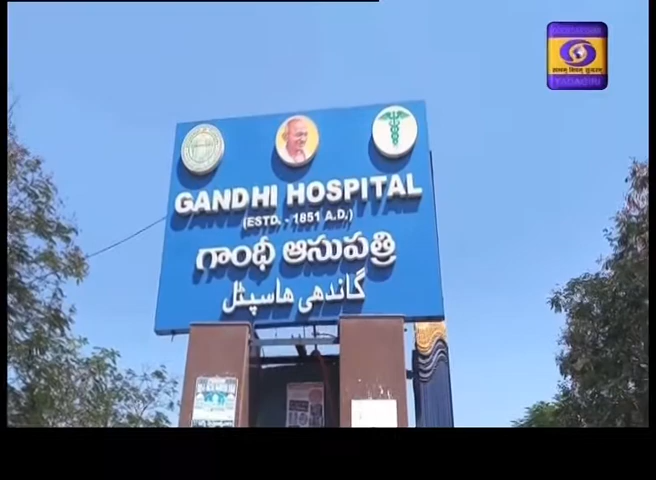 GANDHI HOSPITAL
(ESTD. - 1851 A.D.)
గాంధీ ఆసుపత్రి
گاندھی ہاسپٹل